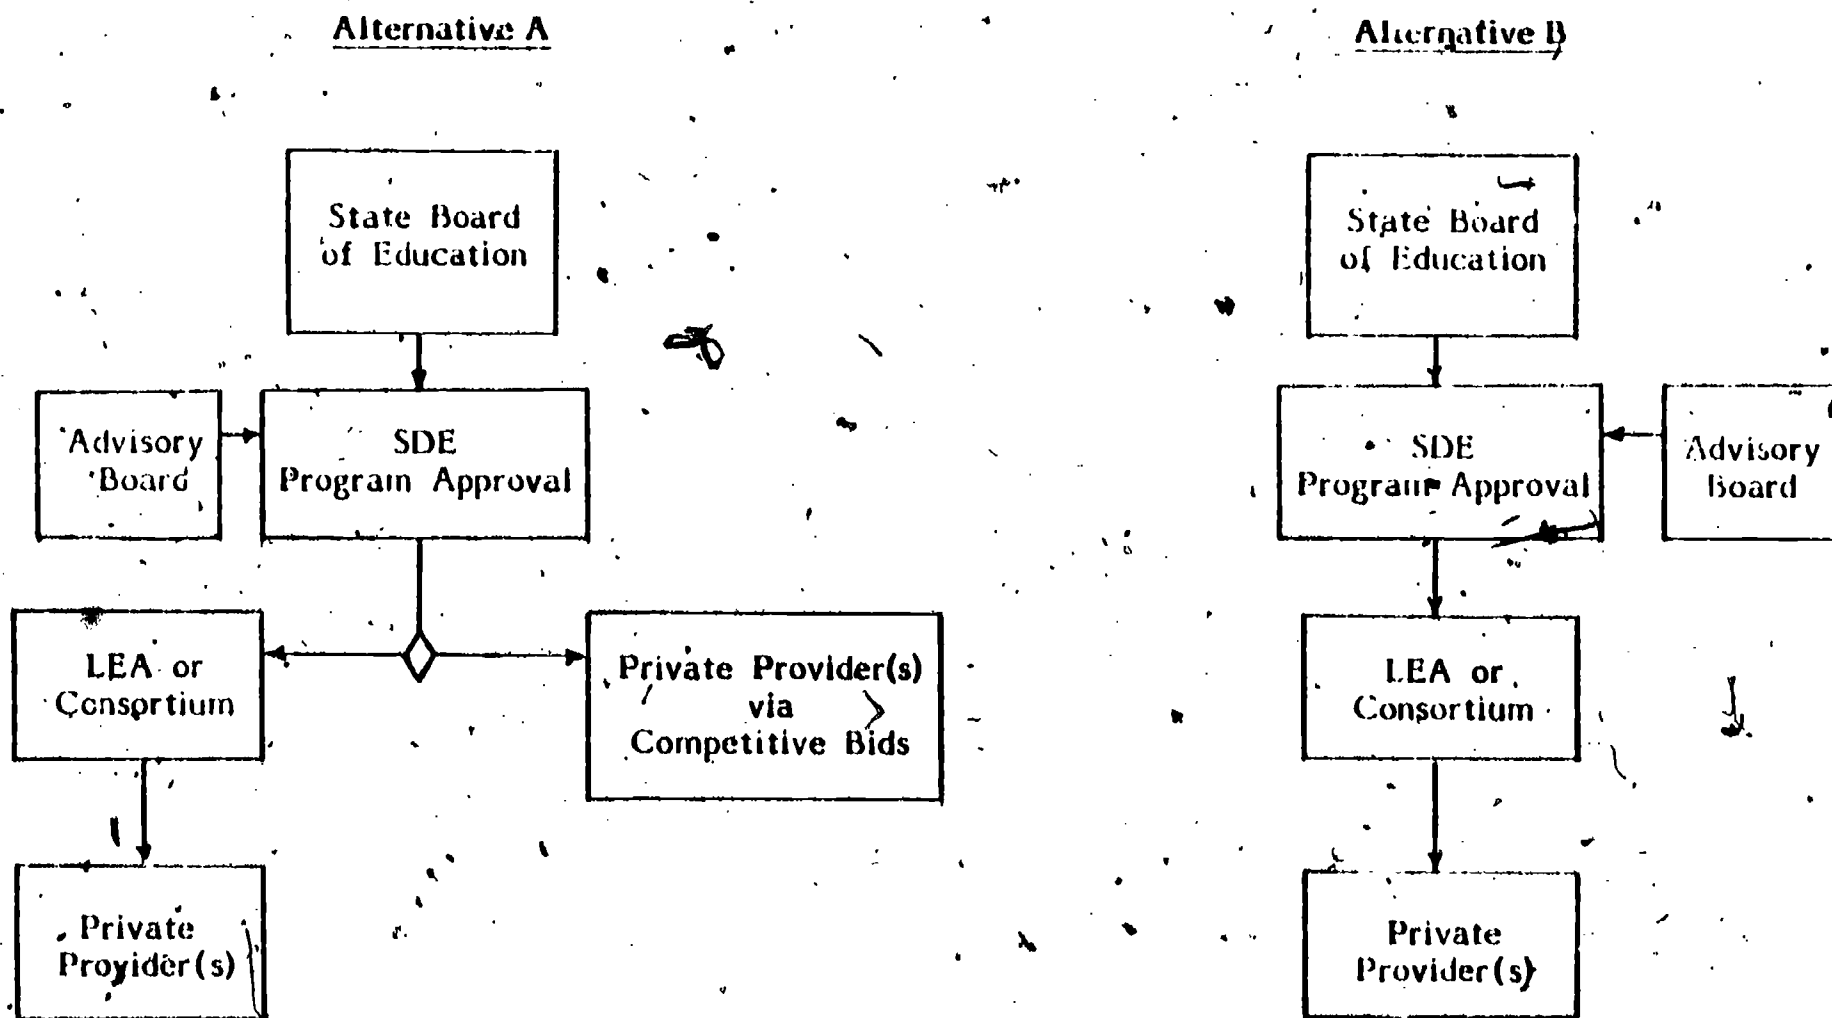 Alternative A
State Board
of Education
Advisory
Board
SDE
Program Approval
LEA or
Consortium
Private Provider(s)
via
Competitive Bids
Private
Provider(s)
Alternative B
State Board
of Education
SDE
Program Approval
Advisory
Board
LEA or
Consortium
Private
Provider(s)